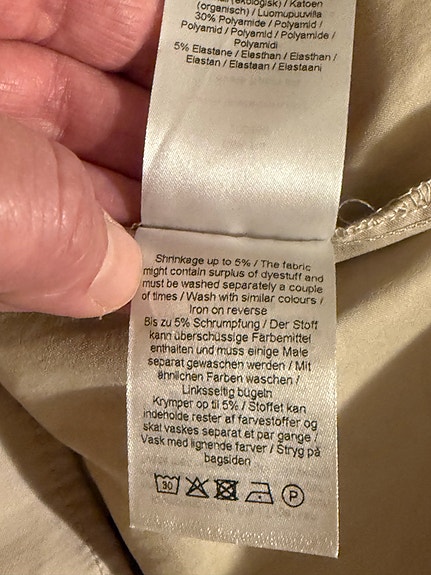 (økologisk) / Katoen
(organisch) / Luomupuuvilla
30% Polyamide / Polyamid /
Polyamid / Polyamid / Polyamide /
Polyamidi
5% Elastane / Elasthan / Elasthan /
Elastan / Elastaan / Elastaani
Shrinkage up to 5% / The fabric
might contain surplus of dyestuff and
must be washed separately a couple
of times / Wash with similar colours /
Iron on reverse
Bis zu 5% Schrumpfung / Der Stoff
kann überschüssige Farbemittel
enthalten und muss einige Male
separat gewaschen werden / Mit
ähnlichen Farben waschen /
Linksseitig bügeln
Krymper op til 5% / Stoffet kan
indeholde rester af farvestoffer og
skal vaskes separat et par gange /
Vask med lignende farver / Stryg på
bagsiden
30 P